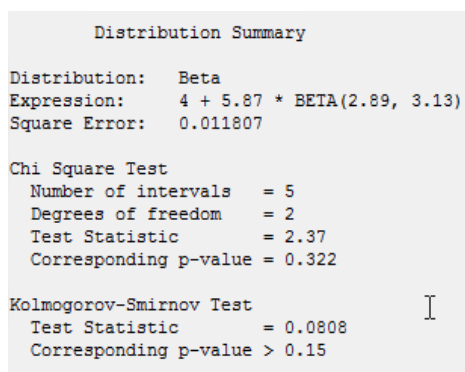 Distribution Summary
Distribution: Beta
Expression: 4 + 5.87 * BETA(2.89, 3.13)
Square Error: 0.011807
Chi Square Test
Number of intervals = 5
Degrees of freedom = 2
Test Statistic = 2.37
Corresponding p-value = 0.322
Kolmogorov-Smirnov Test
Test Statistic = 0.0808
Corresponding p-value > 0.15